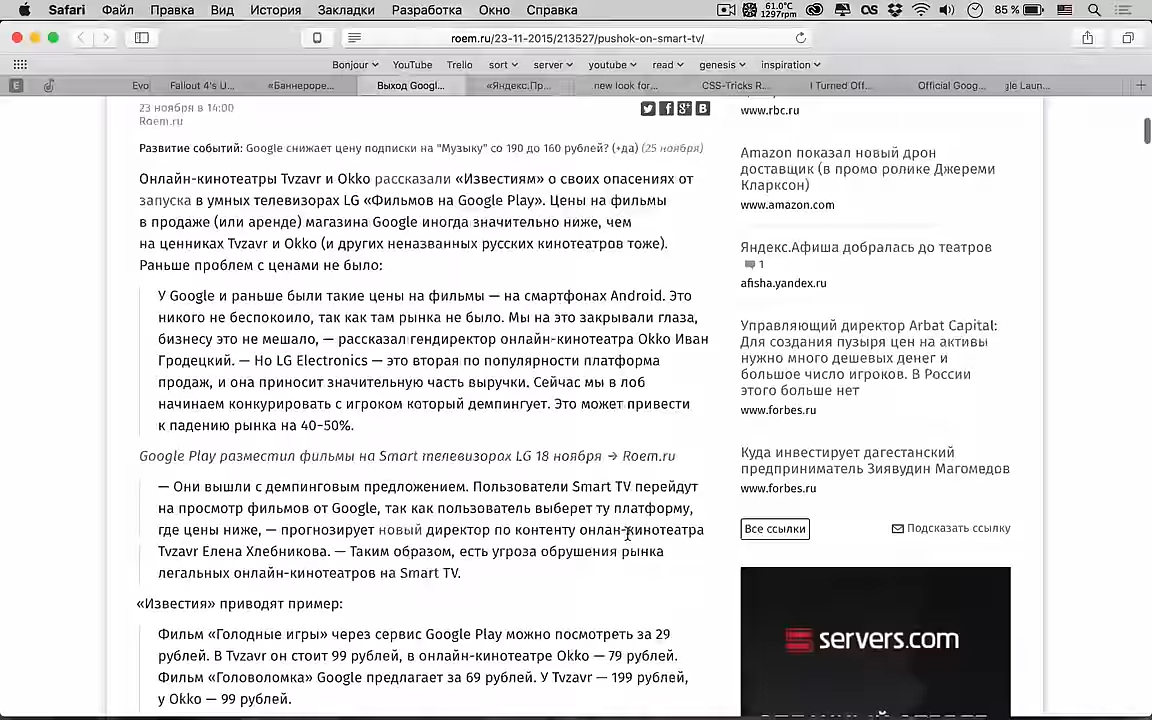 Safari Файл Правка Вид История Закладки Разработка Окно Справка 61.0°C 1297rpm 85 %
roem.ru/23-11-2015/213527/pushok-on-smart-tv/
Bonjour YouTube Trello sort server youtube read genesis inspiration
Evo Fallout 4's U... «Баннероре... Выход Googl... «Яндекс.Пр... new look for... CSS-Tricks R... I Turned Off... Official Goog... gle Laun...
23 ноября в 14:00
Roem.ru
Развитие событий: Google снижает цену подписки на "Музыку" со 190 до 160 рублей? (+да) (25 ноября)
Онлайн-кинотеатры Tvzavr и Okko рассказали «Известиям» о своих опасениях от
запуска в умных телевизорах LG «Фильмов на Google Play». Цены на фильмы
в продаже (или аренде) магазина Google иногда значительно ниже, чем
на ценниках Tvzavr и Okko (и других неназванных русских кинотеатров тоже).
Раньше проблем с ценами не было:
У Google и раньше были такие цены на фильмы — на смартфонах Android. Это
никого не беспокоило, так как там рынка не было. Мы на это закрывали глаза,
бизнесу это не мешало, — рассказал гендиректор онлайн-кинотеатра Okko Иван
Гродецкий. — Но LG Electronics — это вторая по популярности платформа
продаж, и она приносит значительную часть выручки. Сейчас мы в лоб
начинаем конкурировать с игроком который демпингует. Это может привести
к падению рынка на 40-50%.
Google Play разместил фильмы на Smart телевизорах LG 18 ноября → Roem.ru
— Они вышли с демпинговым предложением. Пользователи Smart TV перейдут
на просмотр фильмов от Google, так как пользователь выберет ту платформу,
где цены ниже, — прогнозирует новый директор по контенту онлан-кинотеатра
Tvzavr Елена Хлебникова. — Таким образом, есть угроза обрушения рынка
легальных онлайн-кинотеатров на Smart TV.
«Известия» приводят пример:
Фильм «Голодные игры» через сервис Google Play можно посмотреть за 29
рублей. В Tvzavr он стоит 99 рублей, в онлайн-кинотеатре Okko — 79 рублей.
Фильм «Головоломка» Google предлагает за 69 рублей. У Tvzavr — 199 рублей,
у Okko — 99 рублей.
www.rbc.ru
Amazon показал новый дрон
доставщик (в промо ролике Джереми
Кларксон)
www.amazon.com
Яндекс.Афиша добралась до театров
1
afisha.yandex.ru
Управляющий директор Arbat Capital:
Для создания пузыря цен на активы
нужно много дешевых денег и
большое число игроков. В России
этого больше нет
www.forbes.ru
Куда инвестирует дагестанский
предприниматель Зиявудин Магомедов
www.forbes.ru
Все ссылки Подсказать ссылку
servers.com